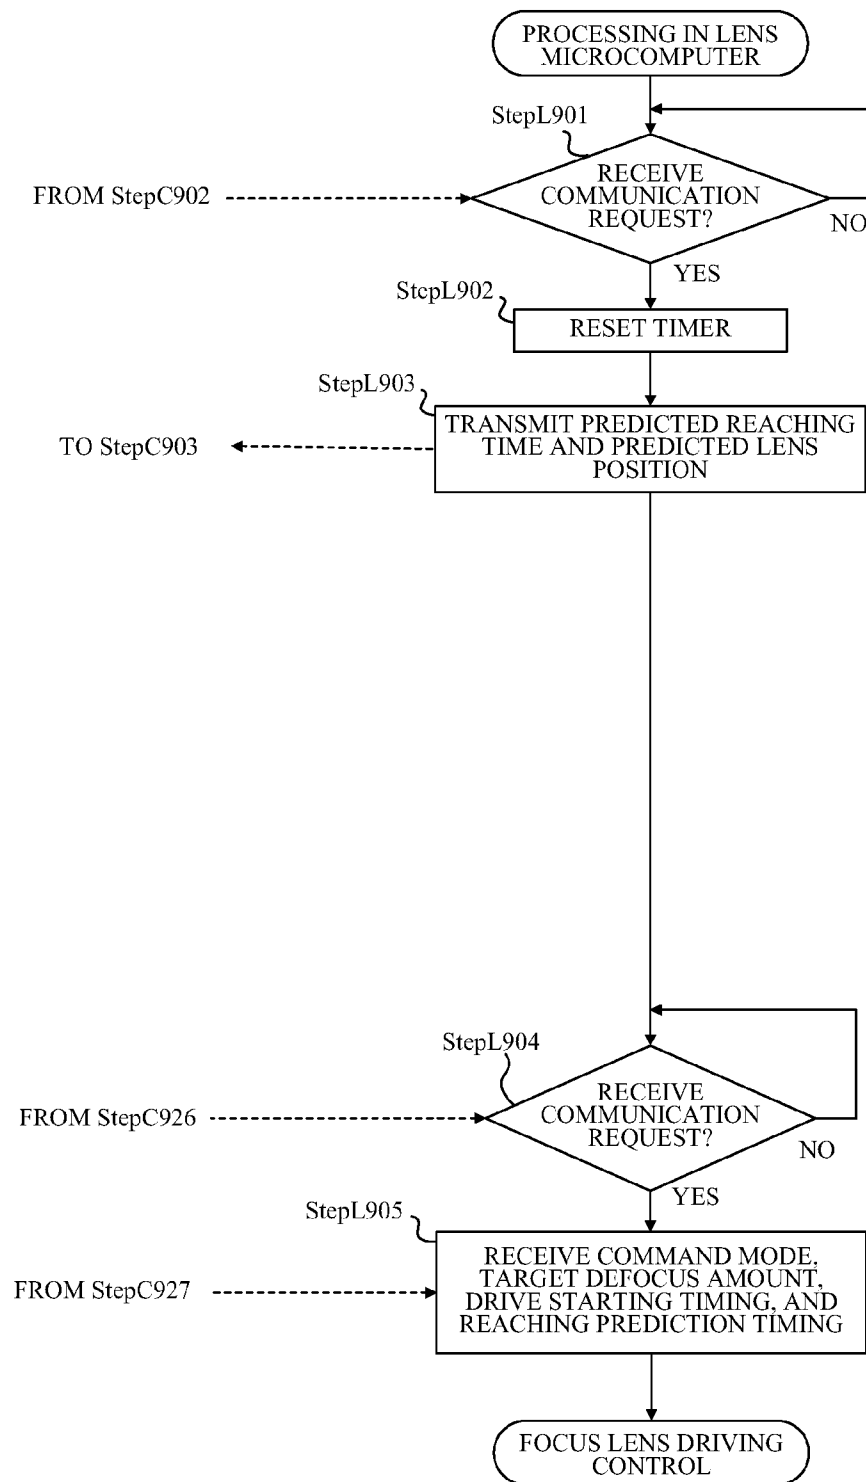 PROCESSING IN LENS
MICROCOMPUTER
StepL901
FROM StepC902
RECEIVE
COMMUNICATION
REQUEST?
NO
YES
StepL902
RESET TIMER
StepL903
TO StepC903
TRANSMIT PREDICTED REACHING
TIME AND PREDICTED LENS
POSITION
StepL904
FROM StepC926
RECEIVE
COMMUNICATION
REQUEST?
NO
YES
StepL905
FROM StepC927
RECEIVE COMMAND MODE,
TARGET DEFOCUS AMOUNT,
DRIVE STARTING TIMING, AND
REACHING PREDICTION TIMING
FOCUS LENS DRIVING
CONTROL